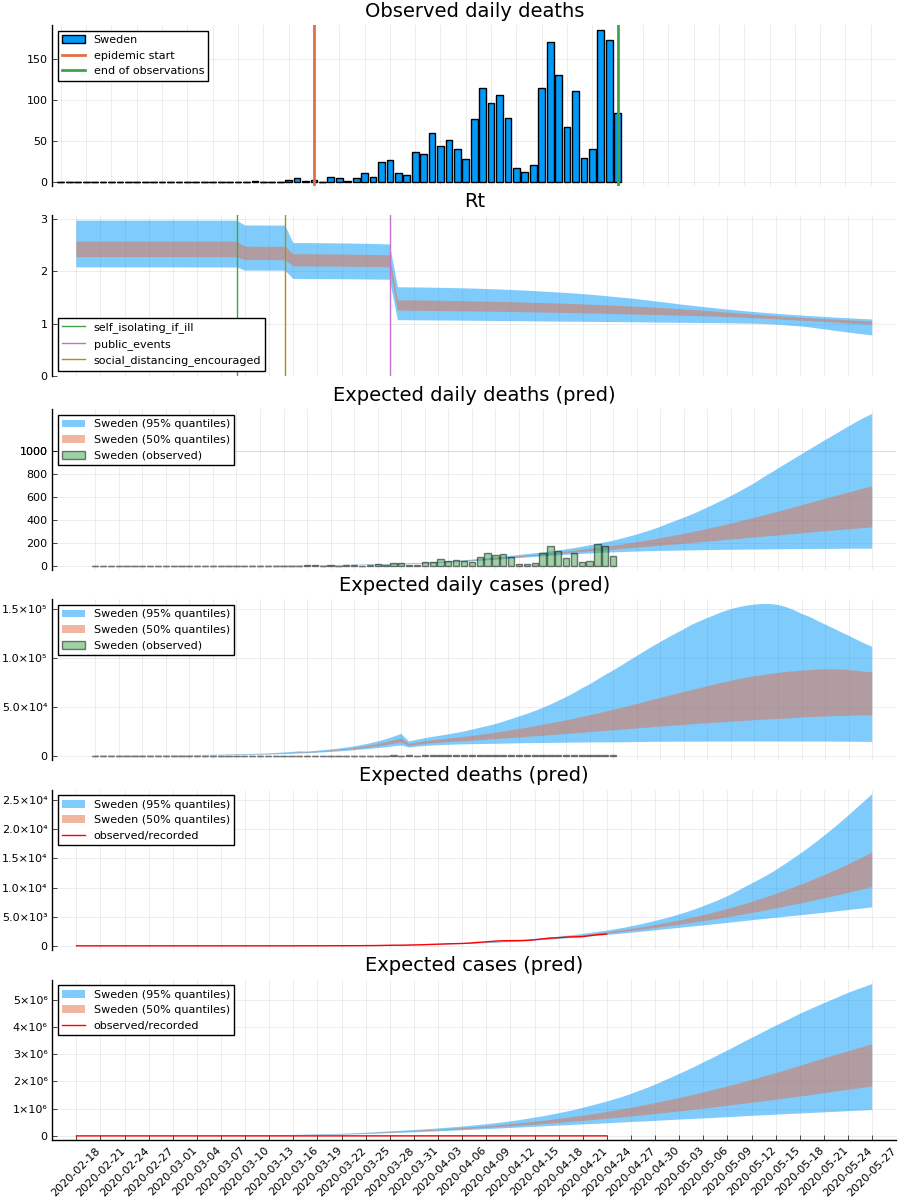 Observed daily deaths
Sweden
epidemic start
end of observations
150
100
50
0
Rt
3
2
1
0
self_isolating_if_ill
public_events
social_distancing_encouraged
Expected daily deaths (pred)
Sweden (95% quantiles)
Sweden (50% quantiles)
Sweden (observed)
1000
800
600
400
200
0
Expected daily cases (pred)
Sweden (95% quantiles)
Sweden (50% quantiles)
Sweden (observed)
1.5×10⁵
1.0×10⁵
5.0×10⁴
0
Expected deaths (pred)
Sweden (95% quantiles)
Sweden (50% quantiles)
observed/recorded
2.5×10⁴
2.0×10⁴
1.5×10⁴
1.0×10⁴
5.0×10³
0
Expected cases (pred)
Sweden (95% quantiles)
Sweden (50% quantiles)
observed/recorded
5×10⁶
4×10⁶
3×10⁶
2×10⁶
1×10⁶
0
2020-02-18
2020-02-21
2020-02-24
2020-02-27
2020-03-01
2020-03-04
2020-03-07
2020-03-10
2020-03-13
2020-03-16
2020-03-19
2020-03-22
2020-03-25
2020-03-28
2020-03-31
2020-04-03
2020-04-06
2020-04-09
2020-04-12
2020-04-15
2020-04-18
2020-04-21
2020-04-24
2020-04-27
2020-04-30
2020-05-03
2020-05-06
2020-05-09
2020-05-12
2020-05-15
2020-05-18
2020-05-21
2020-05-24
2020-05-27